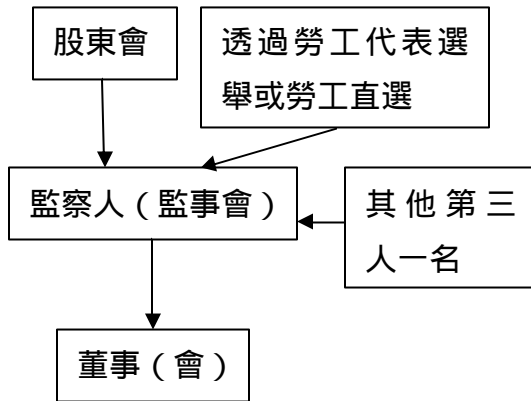 股東會
透過勞工代表選
舉或勞工直選
監察人（監事會）
其他第三
人一名
董事（會）